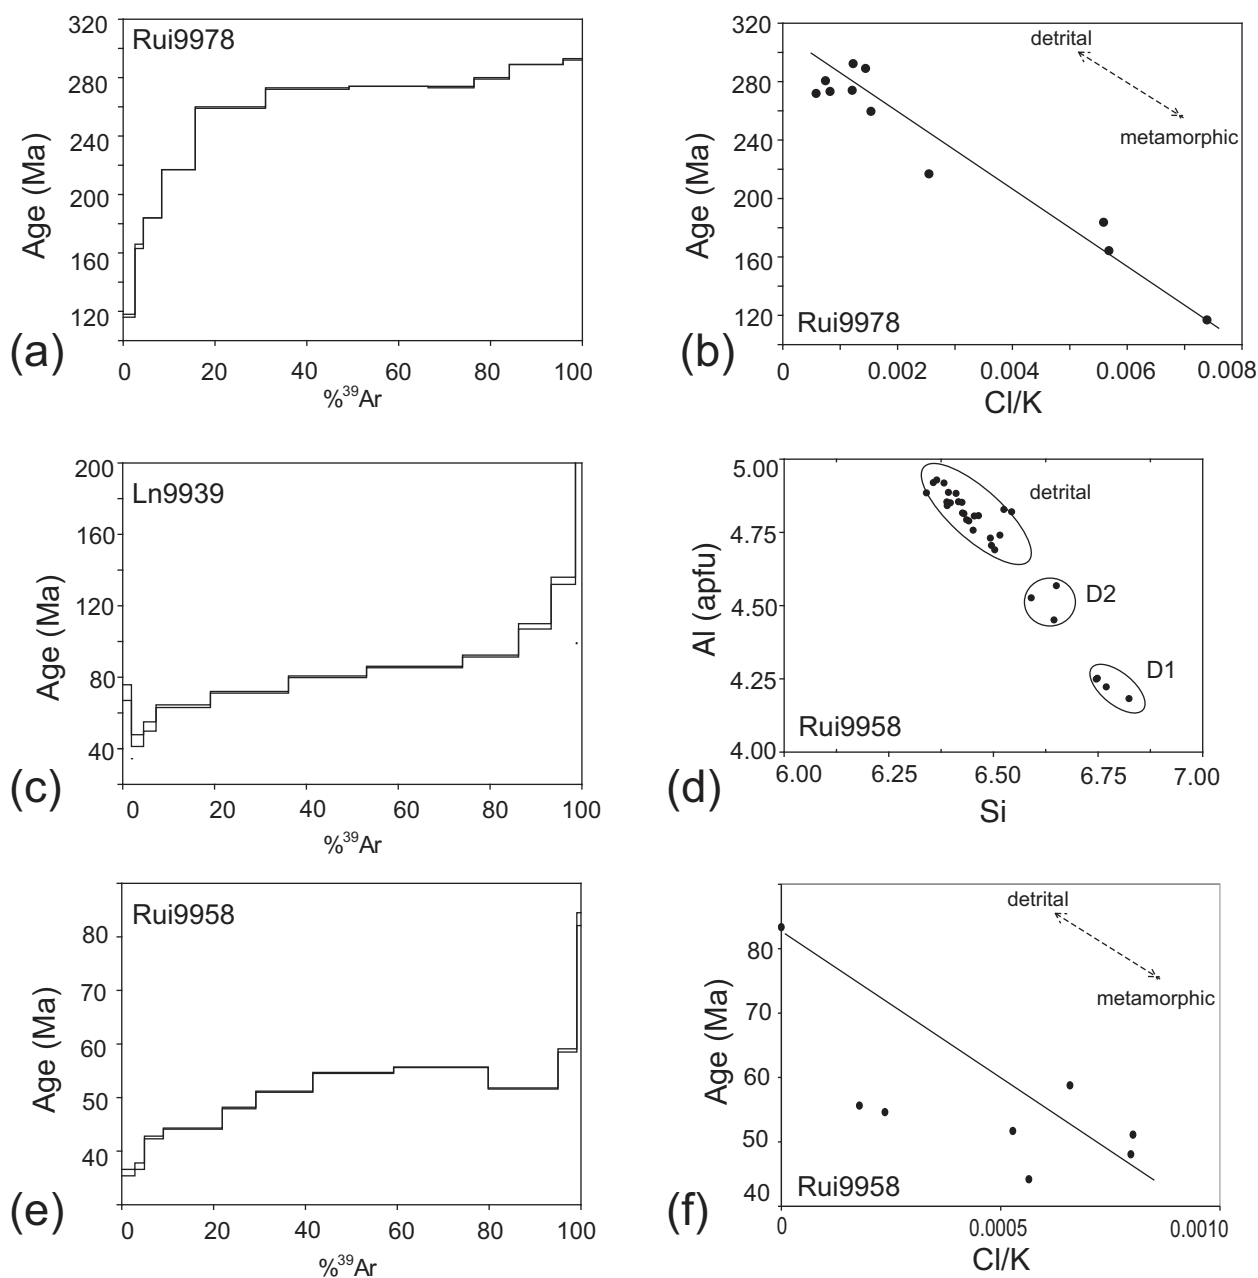 320
280
240
200
160
120
Age (Ma)
Rui9978
(a)
0 20 40 60 80 100
%³⁹Ar
320
280
240
200
160
120
Age (Ma)
detrital
metamorphic
Rui9978
(b)
0 0.002 0.004 0.006 0.008
Cl/K
200
160
120
80
40
Age (Ma)
Ln9939
(c)
0 20 40 60 80 100
%³⁹Ar
5.00
4.75
4.50
4.25
4.00
Al (apfu)
detrital
D2
D1
Rui9958
(d)
6.00 6.25 6.50 6.75 7.00
Si
80
70
60
50
40
Age (Ma)
Rui9958
(e)
0 20 40 60 80 100
%³⁹Ar
80
70
60
50
40
Age (Ma)
detrital
metamorphic
Rui9958
(f)
0 0.0005 0.0010
Cl/K